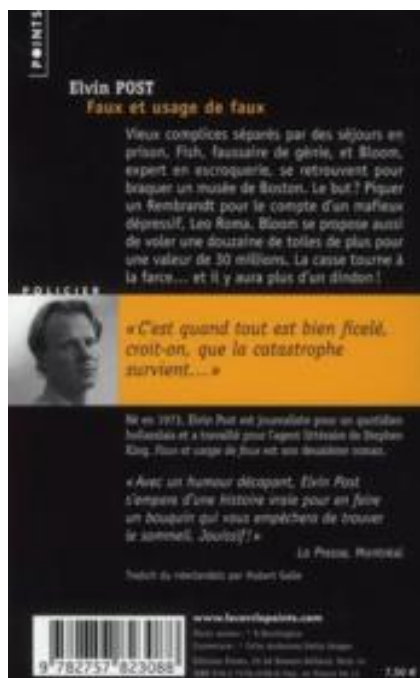 POINTS
Elvin POST
Faux et usage de faux
Vieux complices séparés par des séjours en
prison, Fish, faussaire de génie, et Bloom,
expert en escroquerie, se retrouvent pour
braquer un musée de Boston. Le but ? Piquer
un Rembrandt pour le compte d'un mafieux
dépressif, Leo Roma. Bloom se propose aussi
de voler une douzaine de toiles de plus pour
une valeur de 30 millions. La casse tourne à
la farce... et il y aura plus d'un dindon !
POLICIER
« C'est quand tout est bien ficelé,
croit-on, que la catastrophe
survient... »
Né en 1973, Elvin Post est journaliste pour un quotidien
hollandais et a travaillé pour l'agent littéraire de Stephen
King. Faux et usage de faux est son deuxième roman.
« Avec un humour décapant, Elvin Post
s'empare d'une histoire vraie pour en faire
un bouquin qui vous empêchera de trouver
le sommeil. Jouissif ! »
La Presse, Montréal
Traduit du néerlandais par Hubert Galle
www.lecerclepoints.com
9 782757 823088
7,50 €